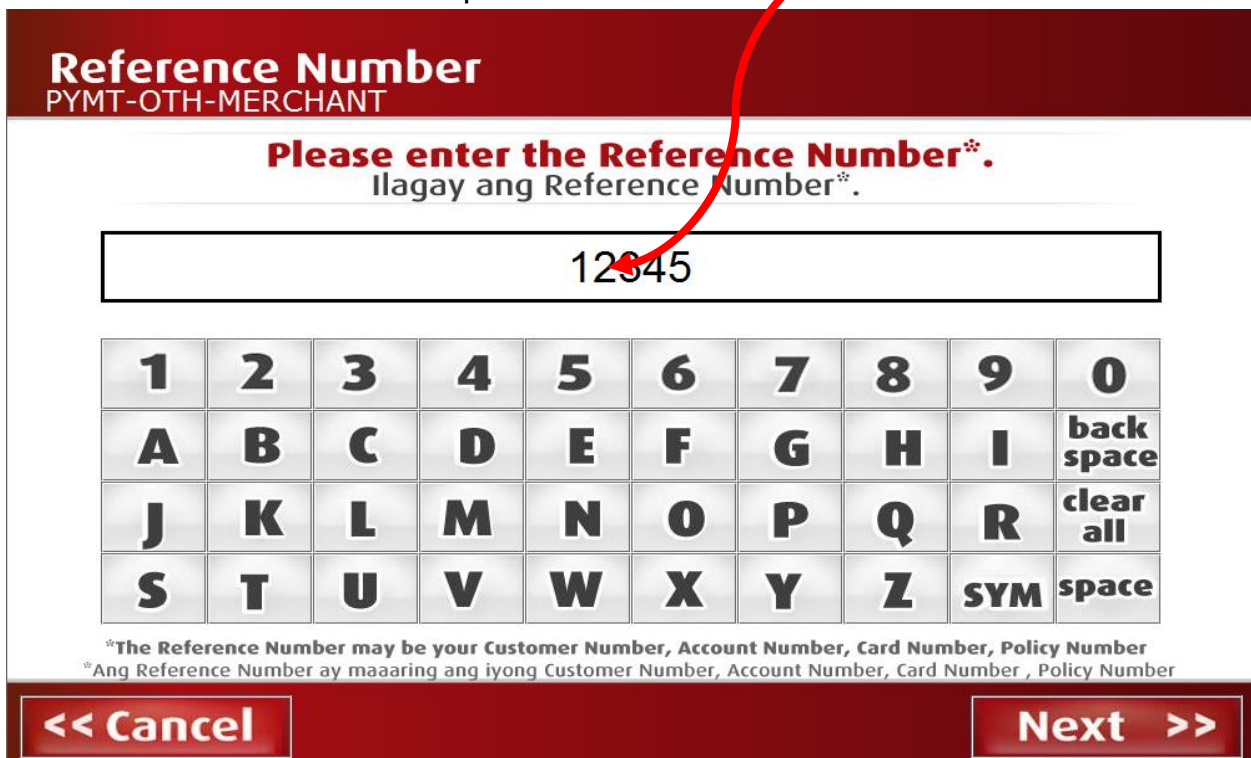 Reference Number
PYMT-OTH-MERCHANT
Please enter the Reference Number*.
Ilagay ang Reference Number*.
12345
1 2 3 4 5 6 7 8 9 0
A B C D E F G H I back space
J K L M N O P Q R clear all
S T U V W X Y Z SYM space
*The Reference Number may be your Customer Number, Account Number, Card Number, Policy Number
*Ang Reference Number ay maaaring ang iyong Customer Number, Account Number, Card Number , Policy Number
<< Cancel
Next >>